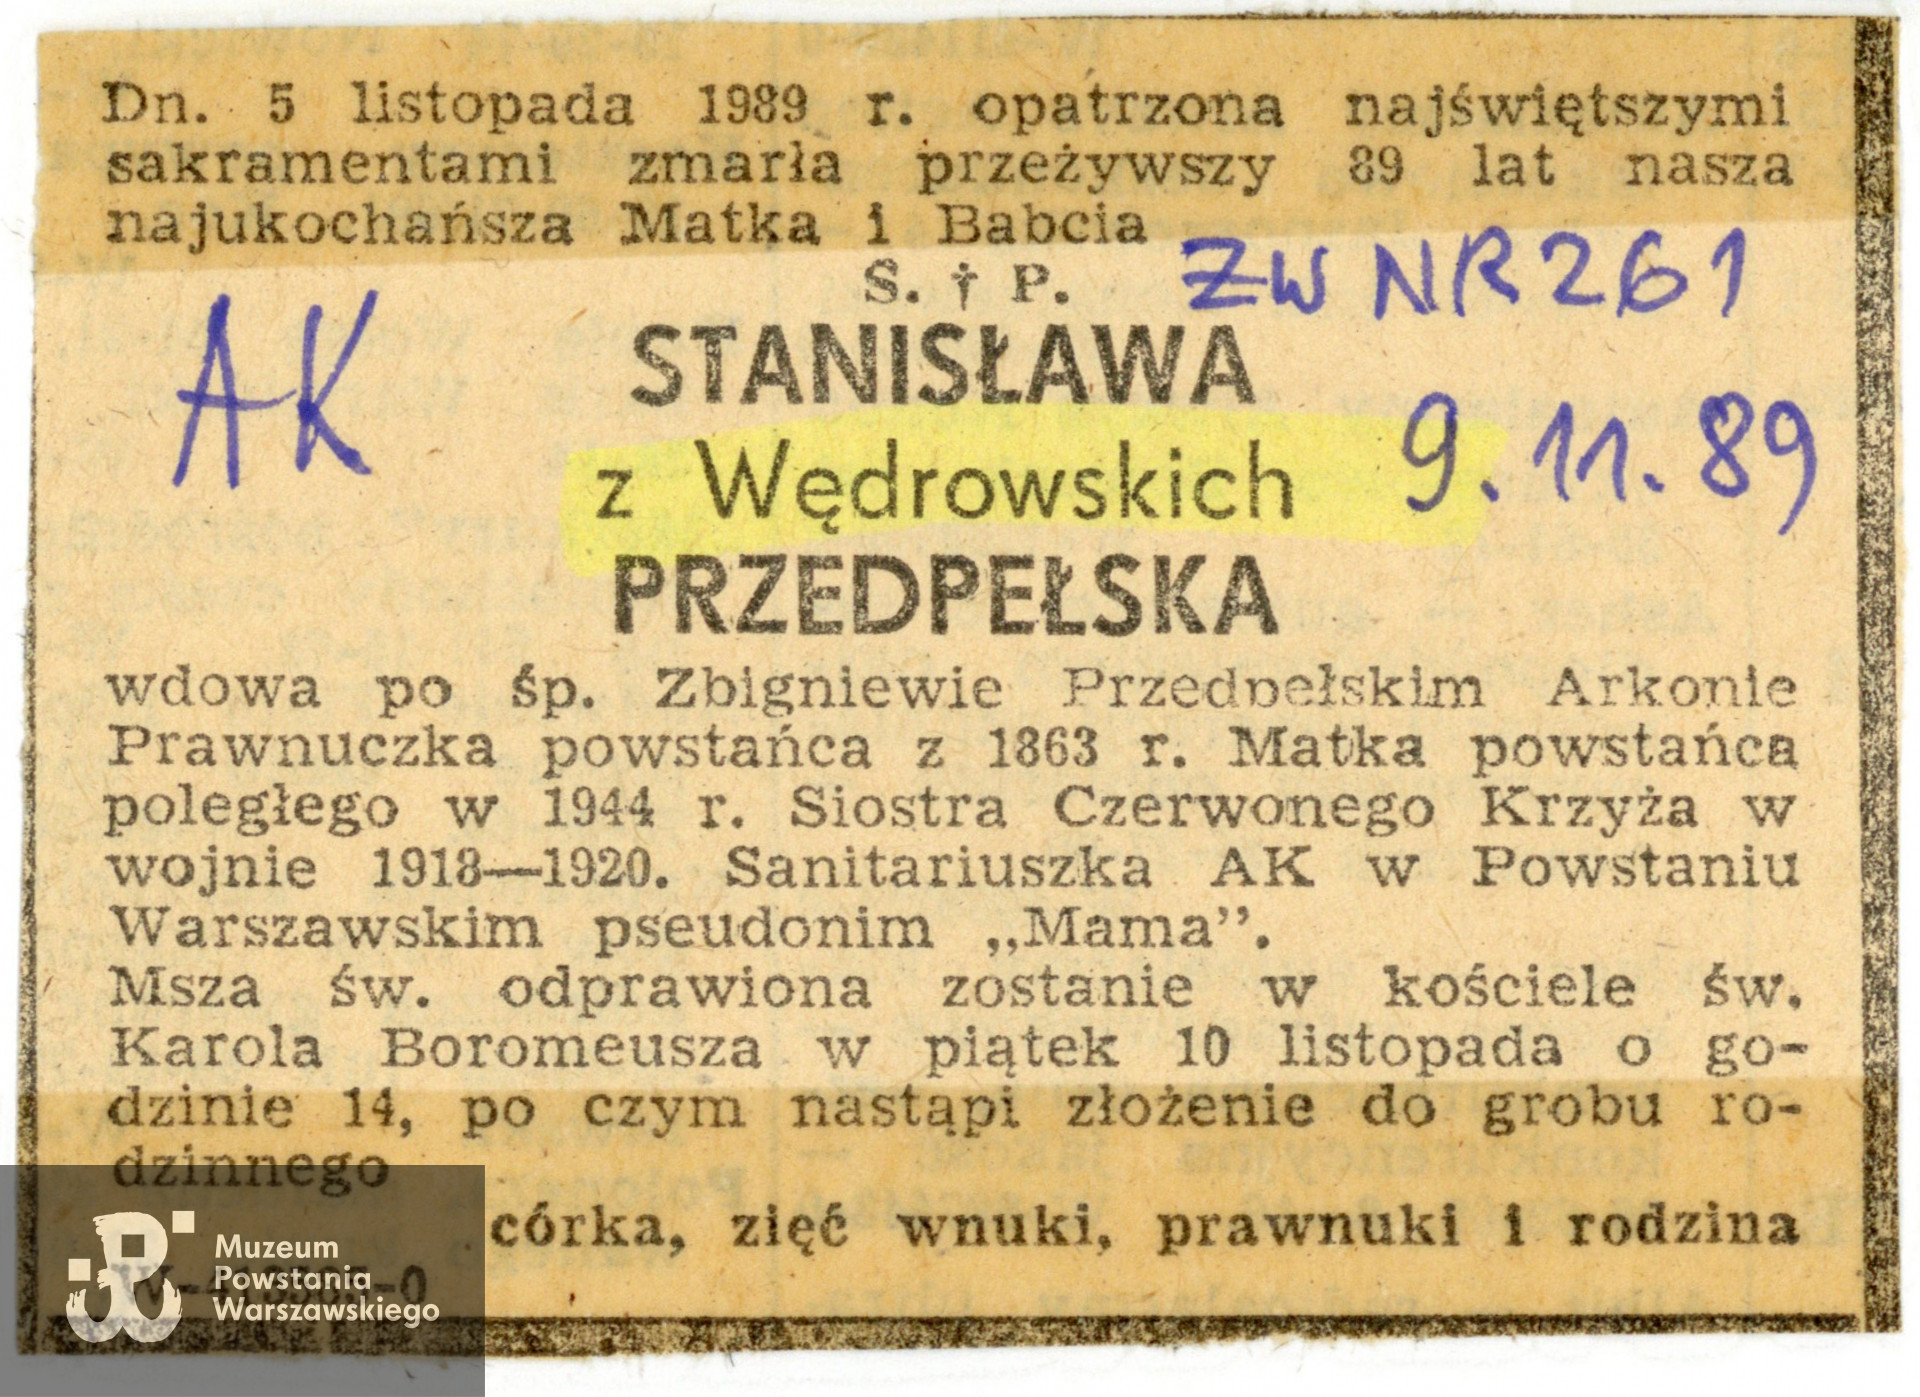 Dn. 5 listopada 1989 r. opatrzona najświętszymi
sakramentami zmarła przeżywszy 89 lat nasza
najukochańsza Matka i Babcia
S. † P.
ZW NR 261
AK
STANISŁAWA
z Wędrowskich
9.11.89
PRZEDPEŁSKA
wdowa po śp. Zbigniewie Przedpełskim Arkonie
Prawnuczka powstańca z 1863 r. Matka powstańca
poległego w 1944 r. Siostra Czerwonego Krzyża w
wojnie 1918—1920. Sanitariuszka AK w Powstaniu
Warszawskim pseudonim „Mama”.
Msza św. odprawiona zostanie w kościele św.
Karola Boromeusza w piątek 10 listopada o go-
dzinie 14, po czym nastąpi złożenie do grobu ro-
dzinnego
córka, zięć wnuki, prawnuki i rodzina
Muzeum
Powstania
Warszawskiego